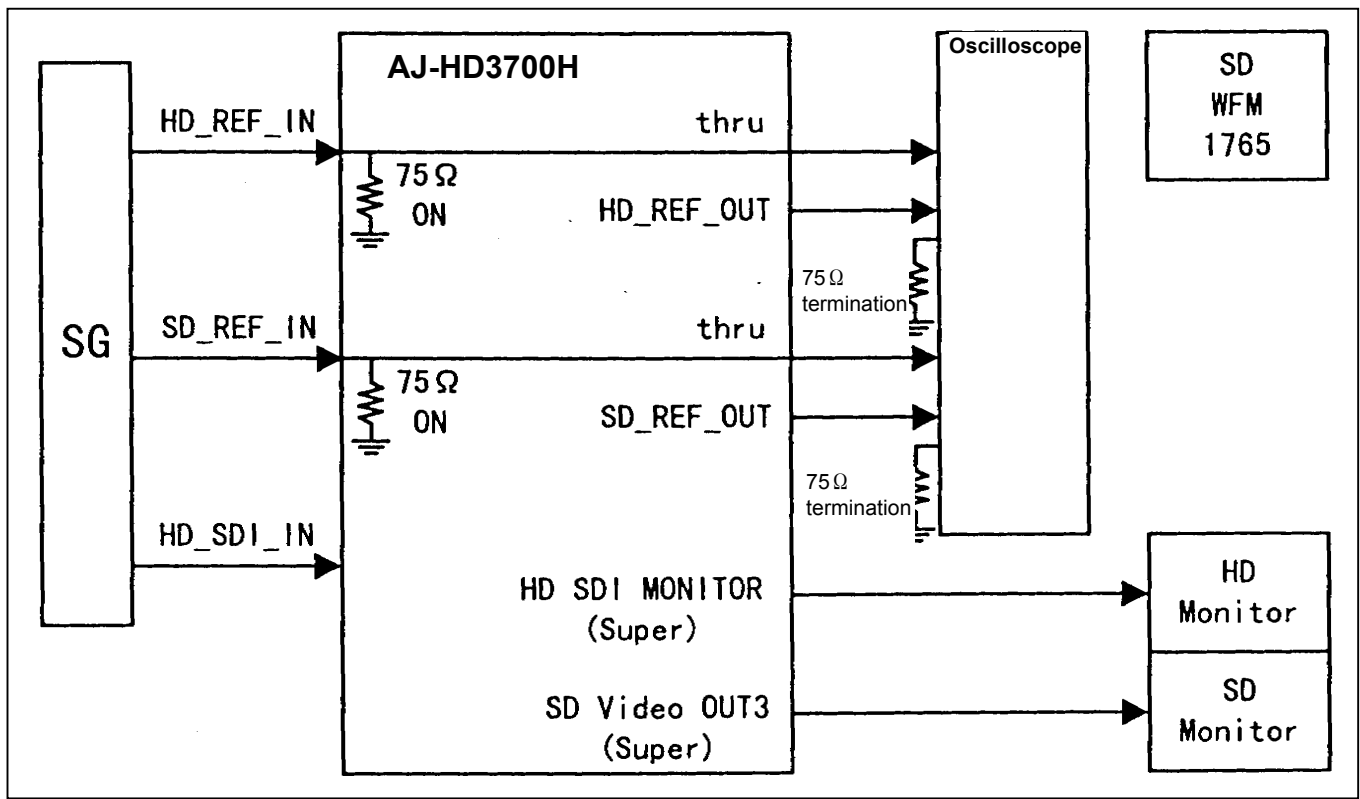 AJ-HD3700H
Oscilloscope
SD
WFM
1765
HD_REF_IN
thru
75Ω
ON
HD_REF_OUT
75Ω
termination
SG
SD_REF_IN
thru
75Ω
ON
SD_REF_OUT
75Ω
termination
HD_SDI_IN
HD SDI MONITOR
(Super)
HD
Monitor
SD Video OUT3
(Super)
SD
Monitor